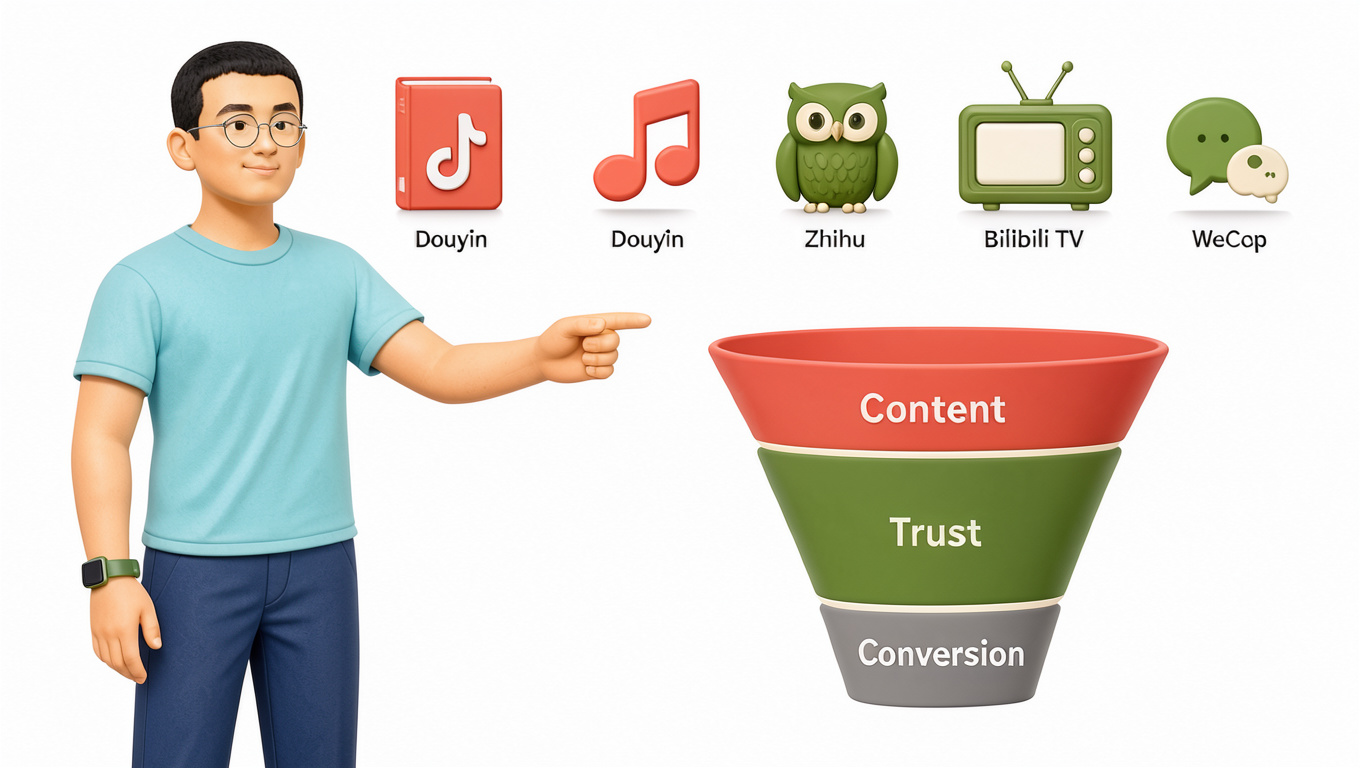 Douyin
Douyin
Zhihu
Bilibili TV
WeCop
Content
Trust
Conversion